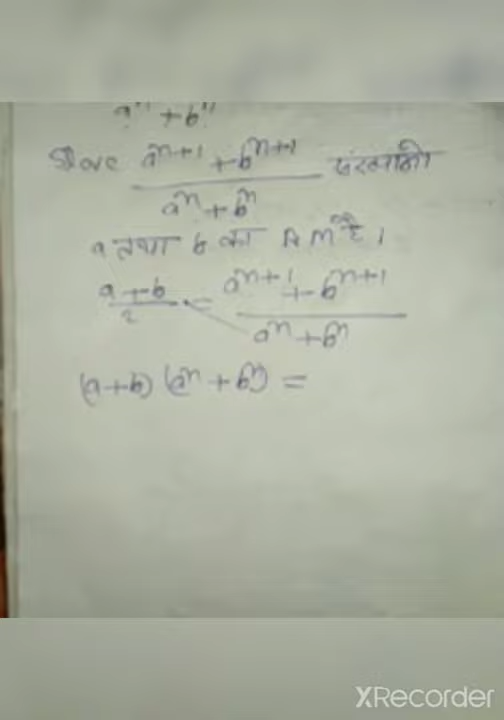 aⁿ + bⁿ
Solve (aⁿ⁺¹ + bⁿ⁺¹)/(aⁿ + bⁿ) संख्याओं
a तथा b का A M है।
(a + b)/2 = (aⁿ⁺¹ + bⁿ⁺¹)/(aⁿ + bⁿ)
(a+b) (aⁿ + bⁿ) =
XRecorder